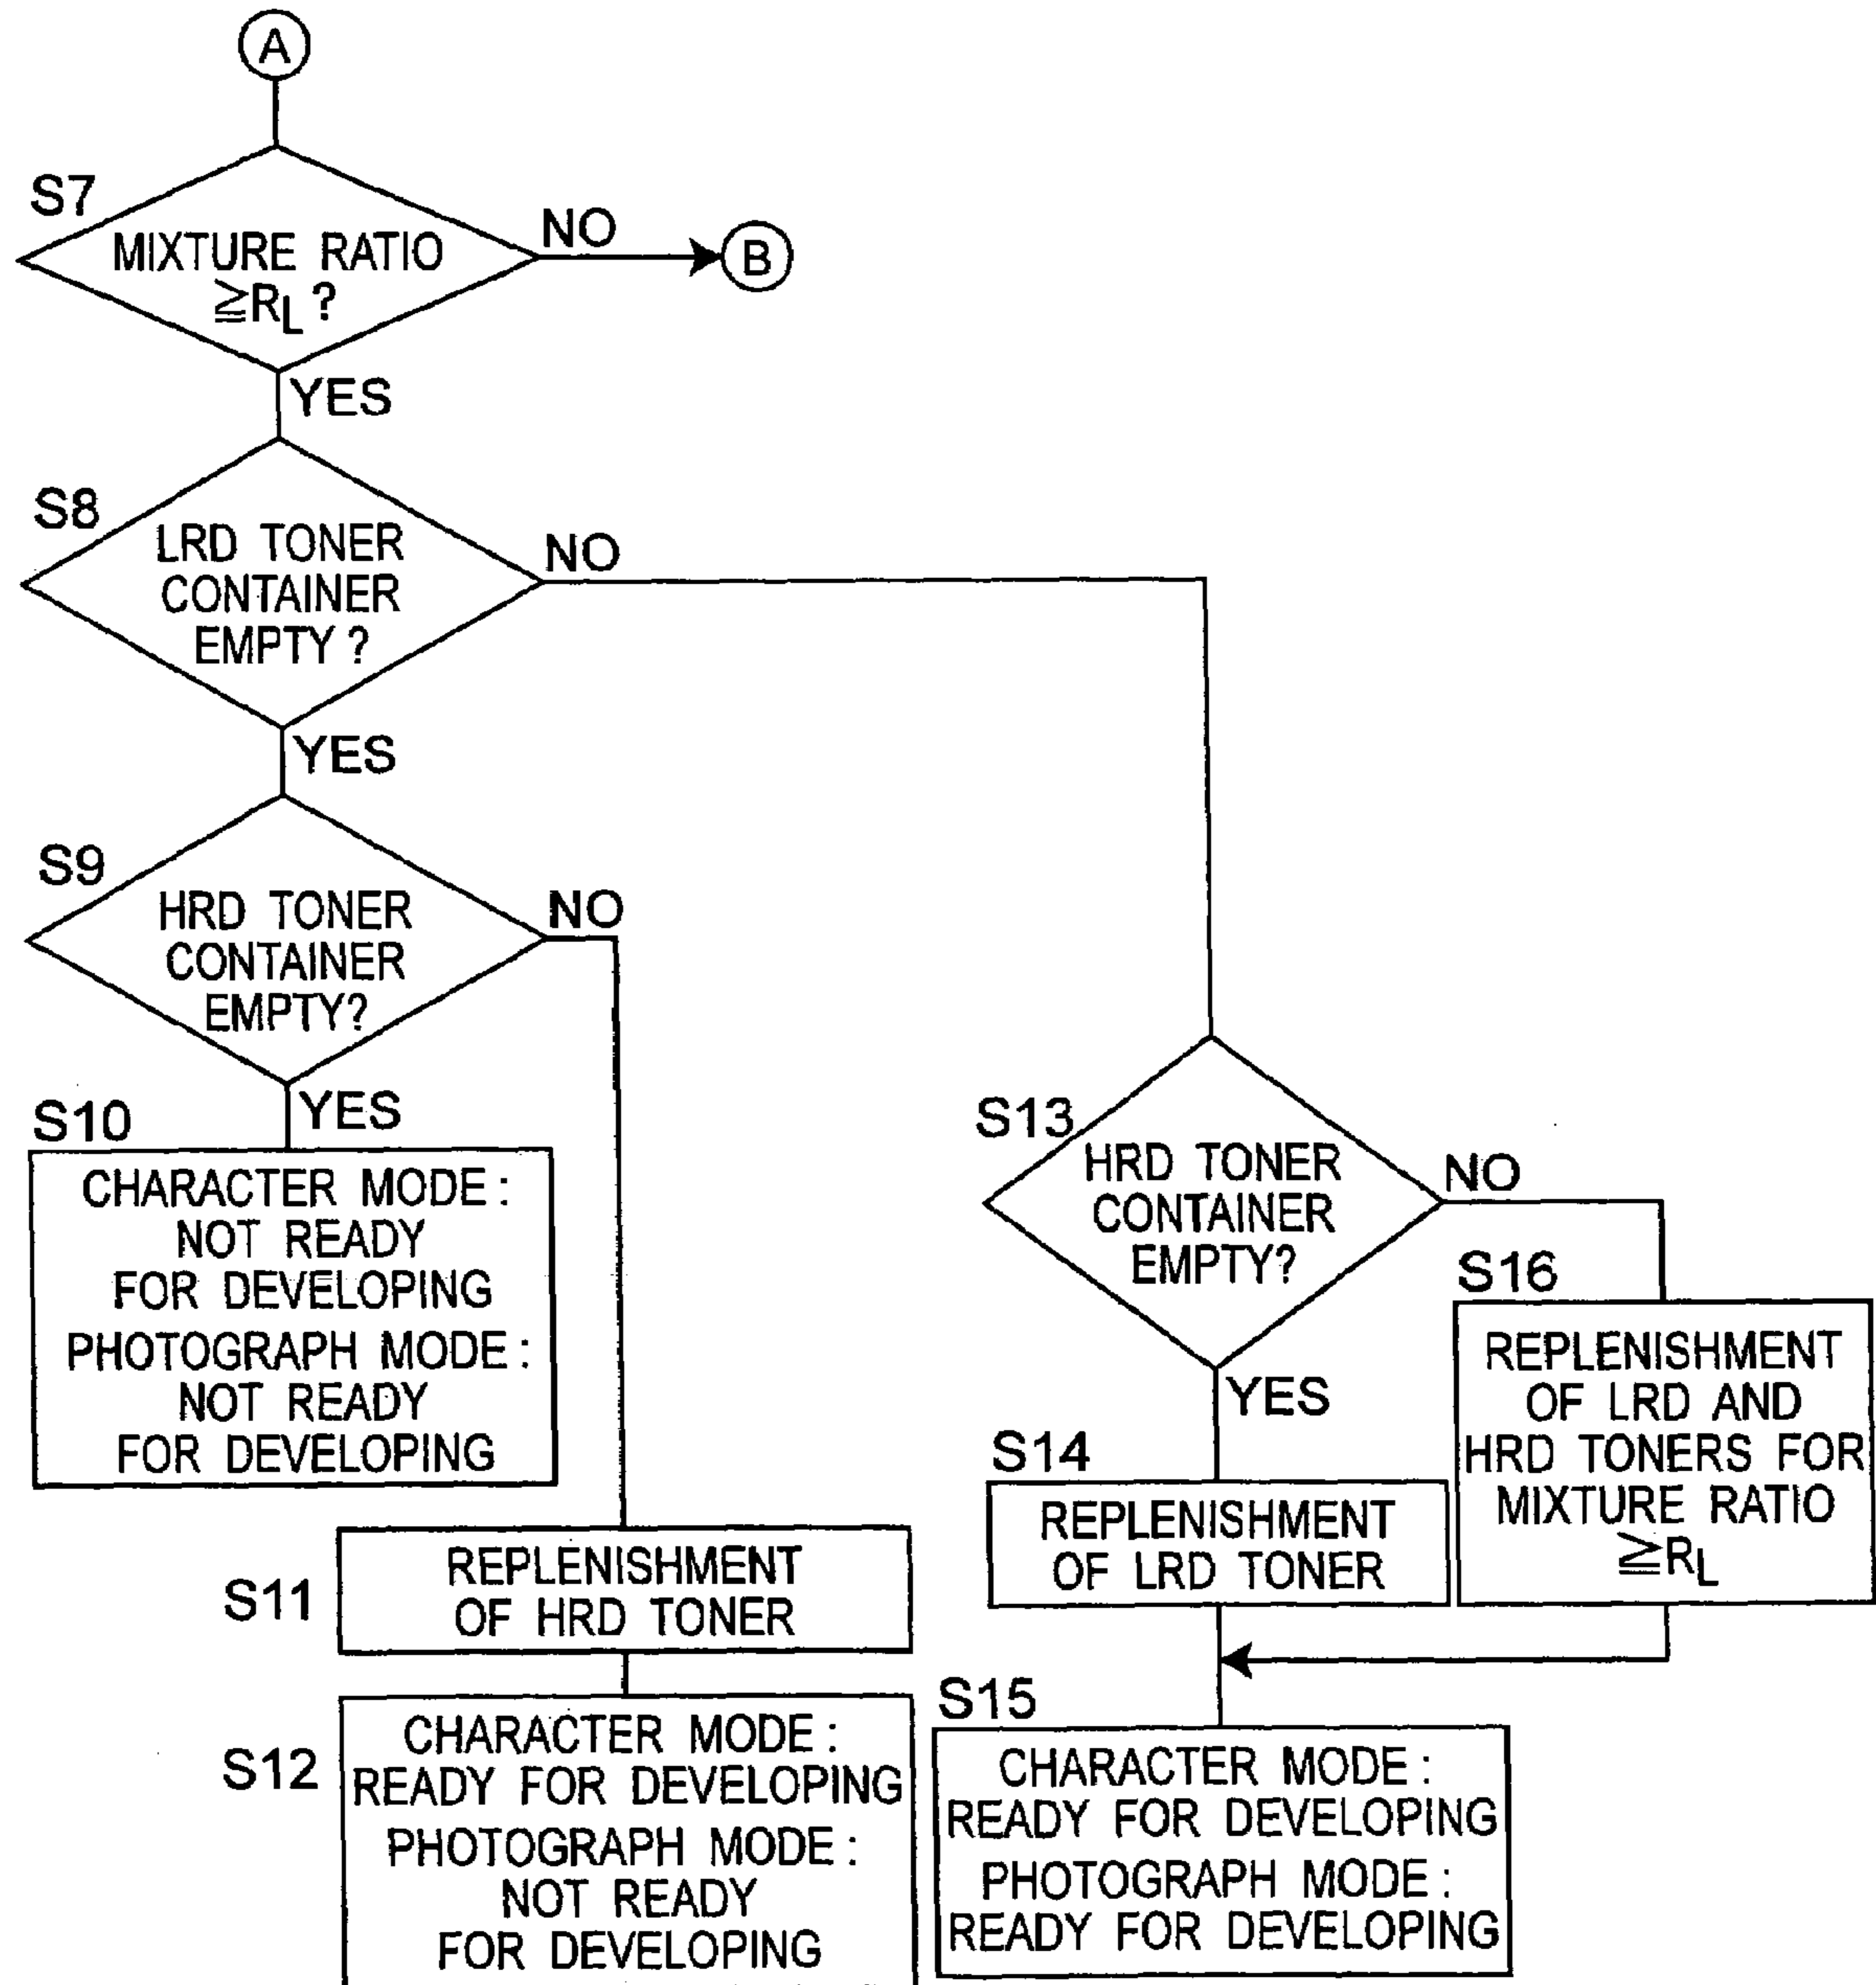 A
S7
MIXTURE RATIO
≧RL?
NO
B
YES
S8
LRD TONER
CONTAINER
EMPTY?
NO
YES
S9
HRD TONER
CONTAINER
EMPTY?
NO
YES
S10
CHARACTER MODE:
NOT READY
FOR DEVELOPING
PHOTOGRAPH MODE:
NOT READY
FOR DEVELOPING
S11
REPLENISHMENT
OF HRD TONER
S12
CHARACTER MODE:
READY FOR DEVELOPING
PHOTOGRAPH MODE:
NOT READY
FOR DEVELOPING
S13
HRD TONER
CONTAINER
EMPTY?
NO
YES
S14
REPLENISHMENT
OF LRD TONER
S16
REPLENISHMENT
OF LRD AND
HRD TONERS FOR
MIXTURE RATIO
≧RL
S15
CHARACTER MODE:
READY FOR DEVELOPING
PHOTOGRAPH MODE:
READY FOR DEVELOPING